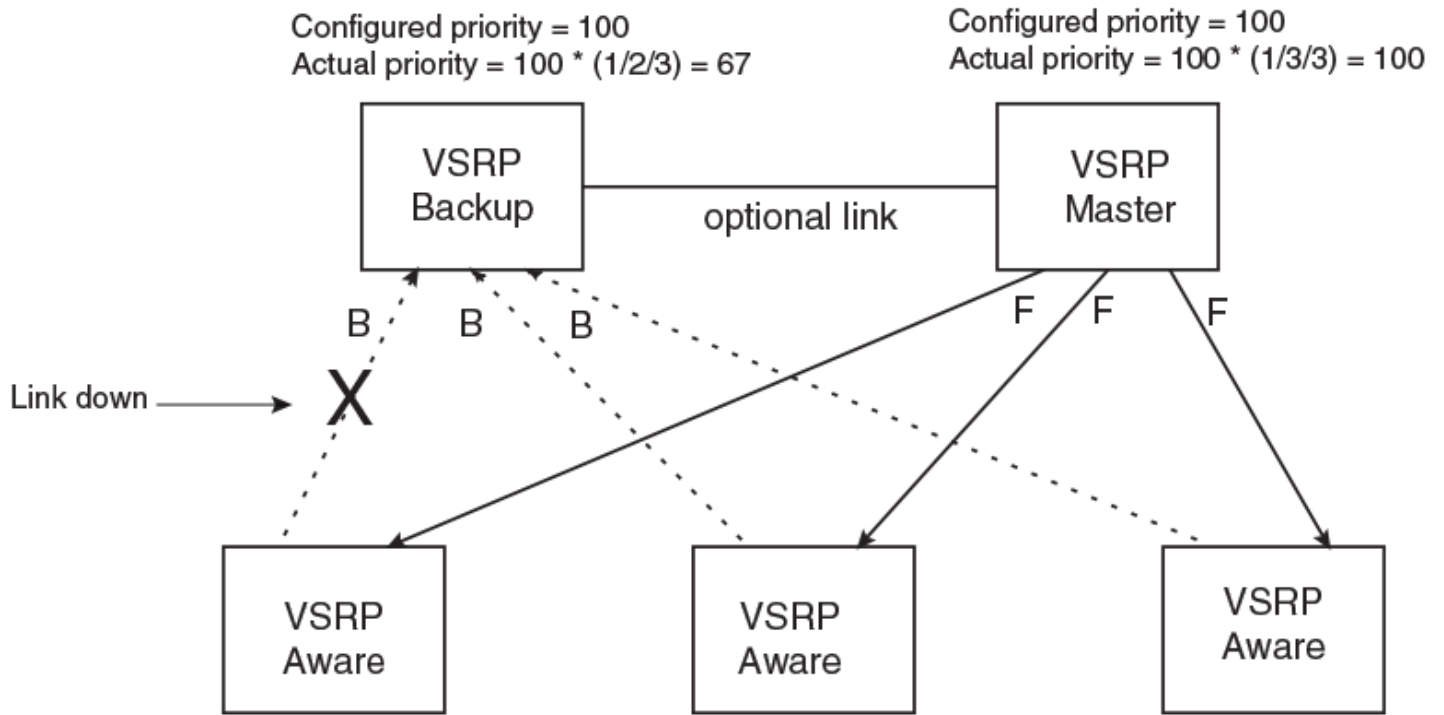 Configured priority = 100
Actual priority = 100 * (1/2/3) = 67
Configured priority = 100
Actual priority = 100 * (1/3/3) = 100
VSRP
Backup
optional link
VSRP
Master
B
B
B
F
F
F
Link down
X
VSRP
Aware
VSRP
Aware
VSRP
Aware